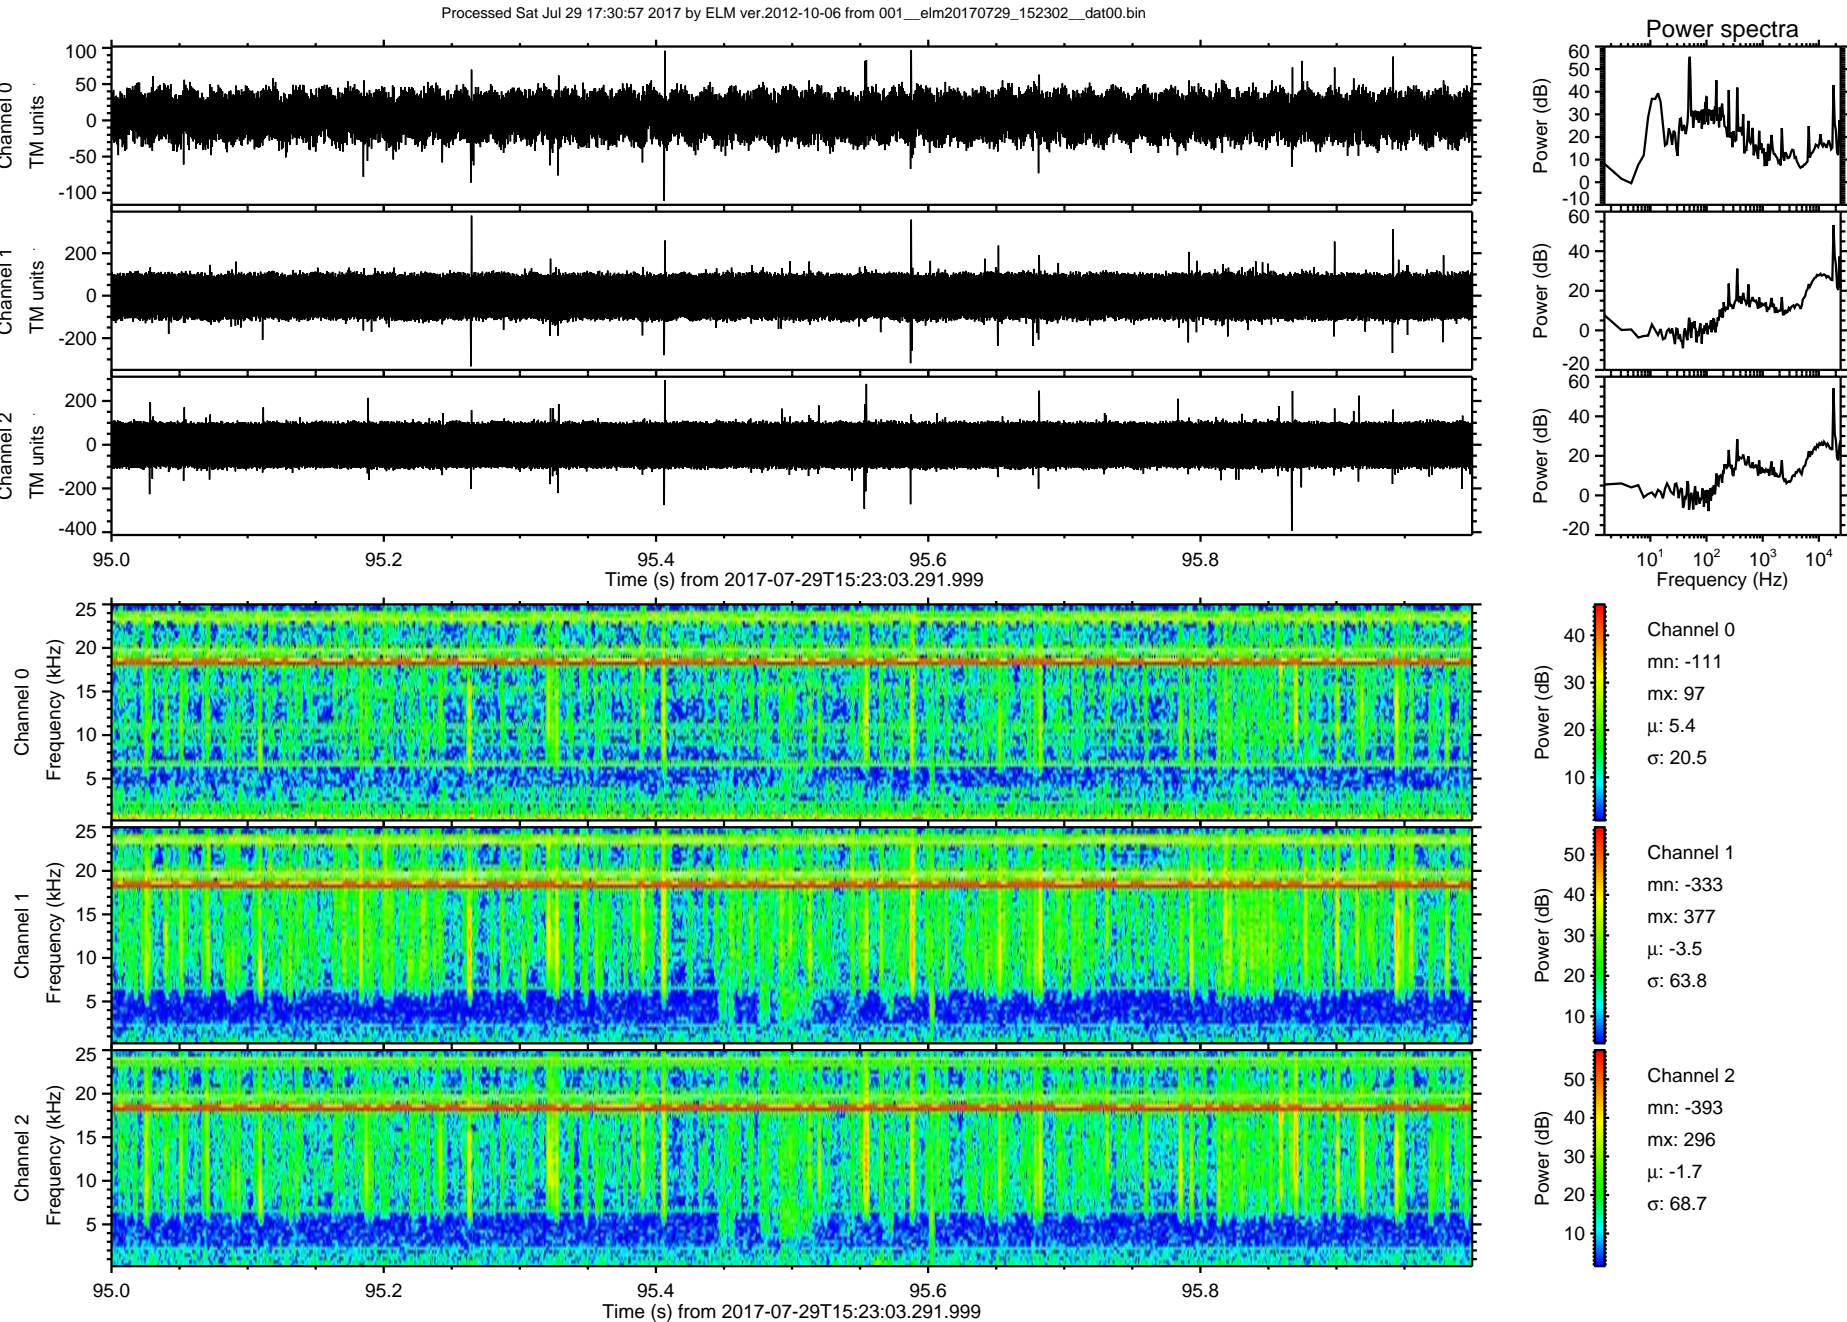 Processed Sat Jul 29 17:30:57 2017 by ELM ver.2012-10-06 from 001__elm20170729_152302__dat00.bin
Power spectra
Channel 0
TM units
100
50
0
-50
-100
Power (dB)
60
50
40
30
20
10
0
-10
Channel 1
TM units
200
0
-200
Power (dB)
60
40
20
0
-20
Channel 2
TM units
200
0
-200
-400
Power (dB)
60
40
20
0
-20
95.0 95.2 95.4 95.6 95.8
Time (s) from 2017-07-29T15:23:03.291.999
10^1 10^2 10^3 10^4
Frequency (Hz)
Channel 0
Frequency (kHz)
25
20
15
10
5
Power (dB)
40
30
20
10
Channel 0
mn: -111
mx: 97
μ: 5.4
σ: 20.5
Channel 1
Frequency (kHz)
25
20
15
10
5
Power (dB)
50
40
30
20
10
Channel 1
mn: -333
mx: 377
μ: -3.5
σ: 63.8
Channel 2
Frequency (kHz)
25
20
15
10
5
Power (dB)
50
40
30
20
10
Channel 2
mn: -393
mx: 296
μ: -1.7
σ: 68.7
95.0 95.2 95.4 95.6 95.8
Time (s) from 2017-07-29T15:23:03.291.999